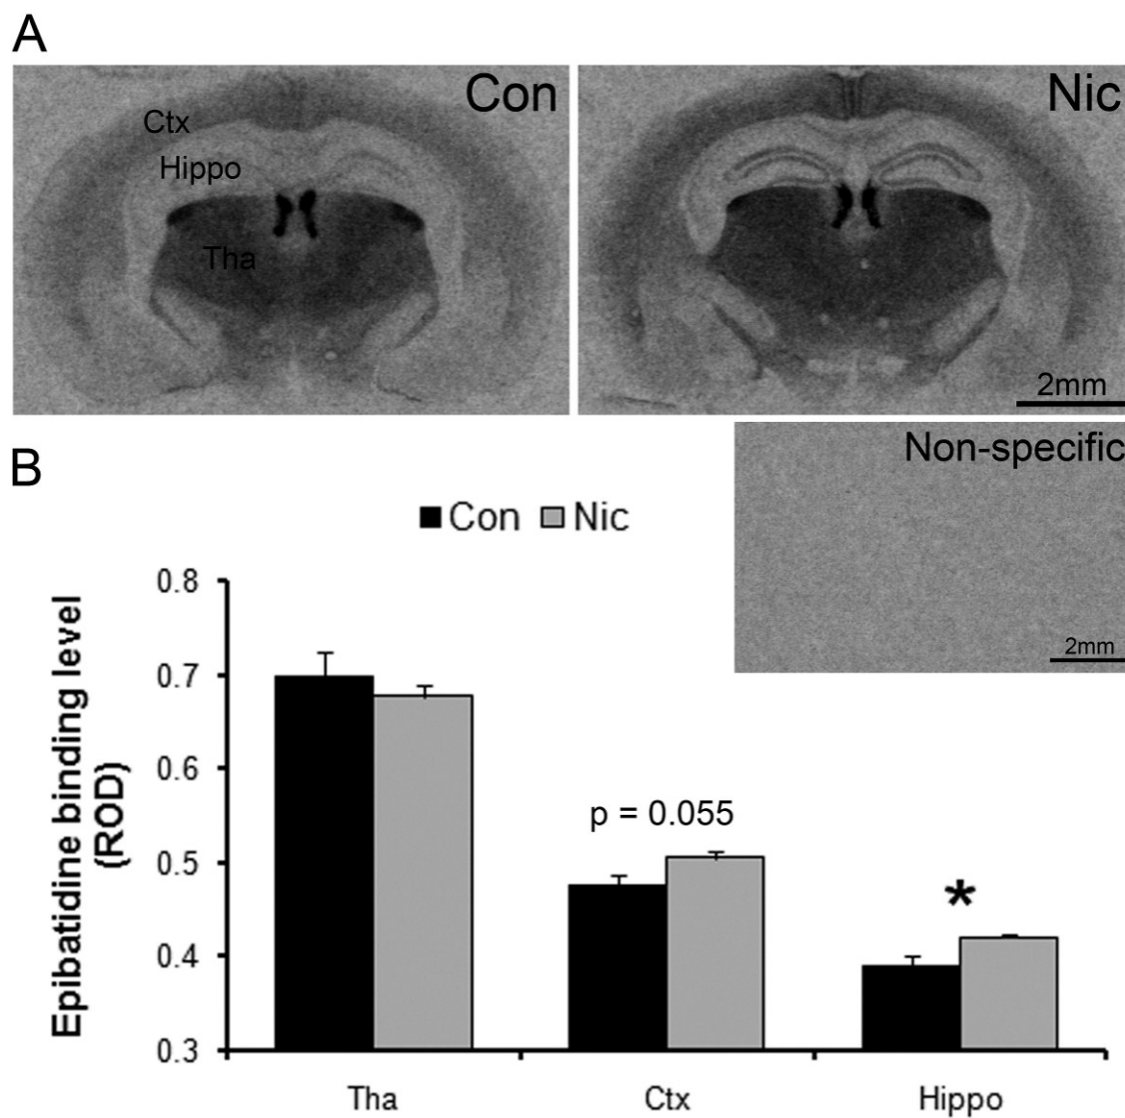 A
Con
Nic
Ctx
Hippo
Tha
2mm
Non-specific
2mm
B
Con Nic
0.8
0.7
0.6
0.5
0.4
0.3
Epibatidine binding level
(ROD)
p = 0.055
*
Tha Ctx Hippo